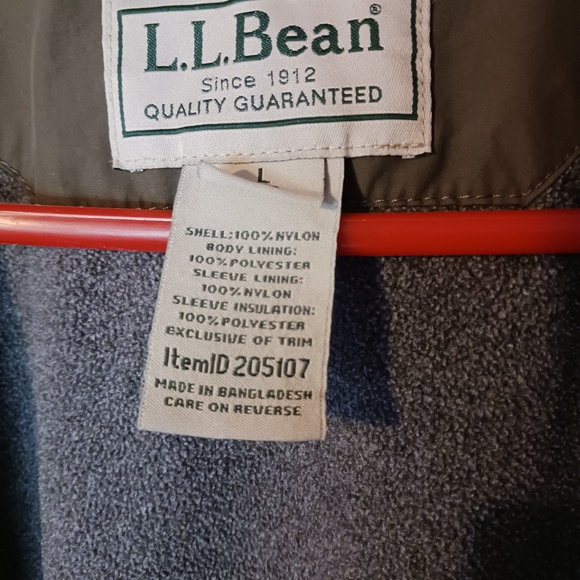 L.L.Bean®
Since 1912
QUALITY GUARANTEED
L
SHELL:100%NYLON
BODY LINING:
100%POLYESTER
SLEEVE LINING:
100%NYLON
SLEEVE INSULATION:
100%POLYESTER
EXCLUSIVE OF TRIM
ItemID 205107
MADE IN BANGLADESH
CARE ON REVERSE